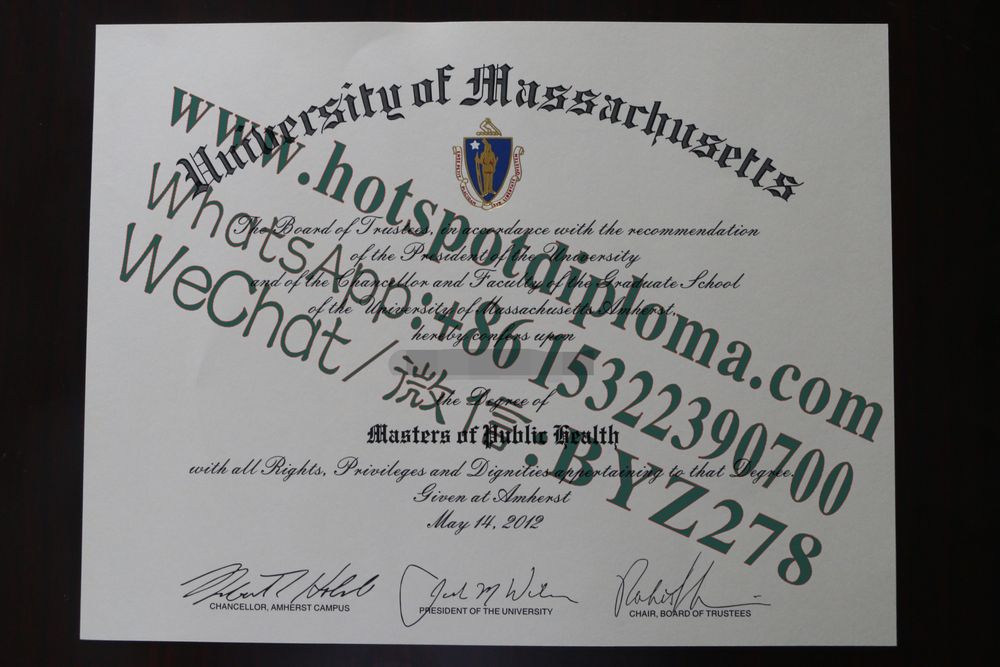 University of Massachusetts
The Board of Trustees, in accordance with the recommendation
of the President of the University
and of the Chancellor and Faculty of the Graduate School
of the University of Massachusetts Amherst,
hereby confers upon
the Degree of
Masters of Public Health
with all Rights, Privileges and Dignities appertaining to that Degree.
Given at Amherst
May 14, 2012
CHANCELLOR, AMHERST CAMPUS
PRESIDENT OF THE UNIVERSITY
CHAIR, BOARD OF TRUSTEES
www.hotspotdiploma.com
WhatsApp:+86 15322390700
WeChat/微信:BYZ278